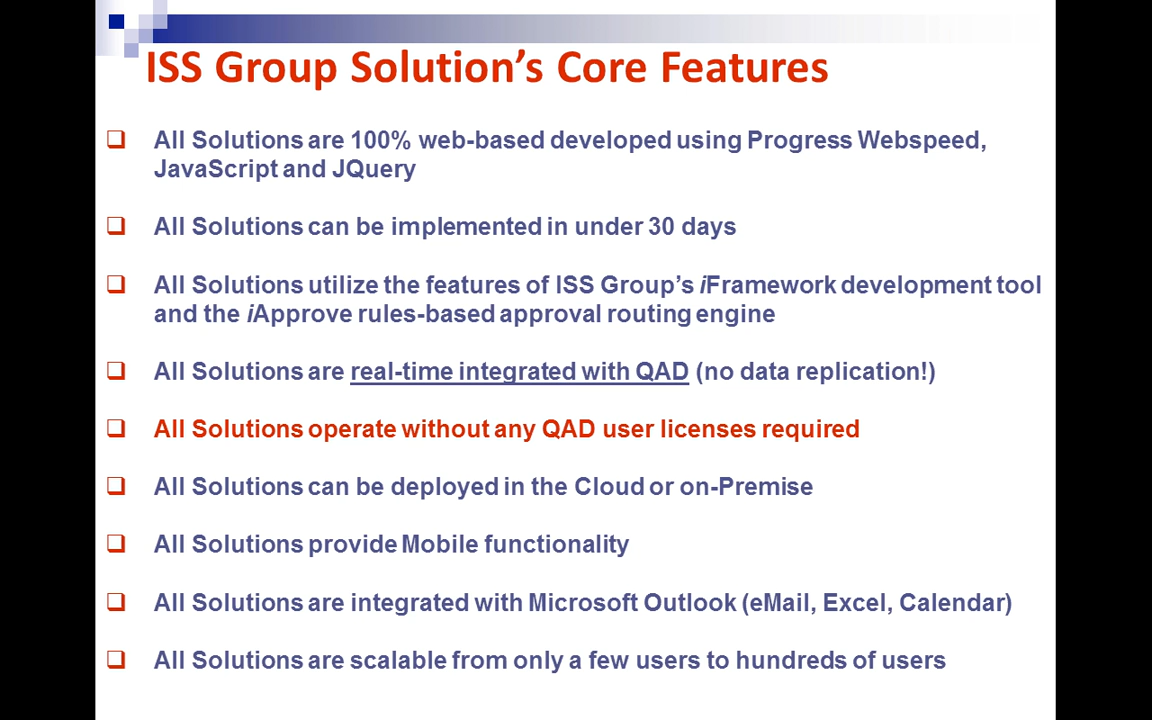 ISS Group Solution’s Core Features
All Solutions are 100% web-based developed using Progress Webspeed,
JavaScript and JQuery
All Solutions can be implemented in under 30 days
All Solutions utilize the features of ISS Group’s iFramework development tool
and the iApprove rules-based approval routing engine
All Solutions are real-time integrated with QAD (no data replication!)
All Solutions operate without any QAD user licenses required
All Solutions can be deployed in the Cloud or on-Premise
All Solutions provide Mobile functionality
All Solutions are integrated with Microsoft Outlook (eMail, Excel, Calendar)
All Solutions are scalable from only a few users to hundreds of users